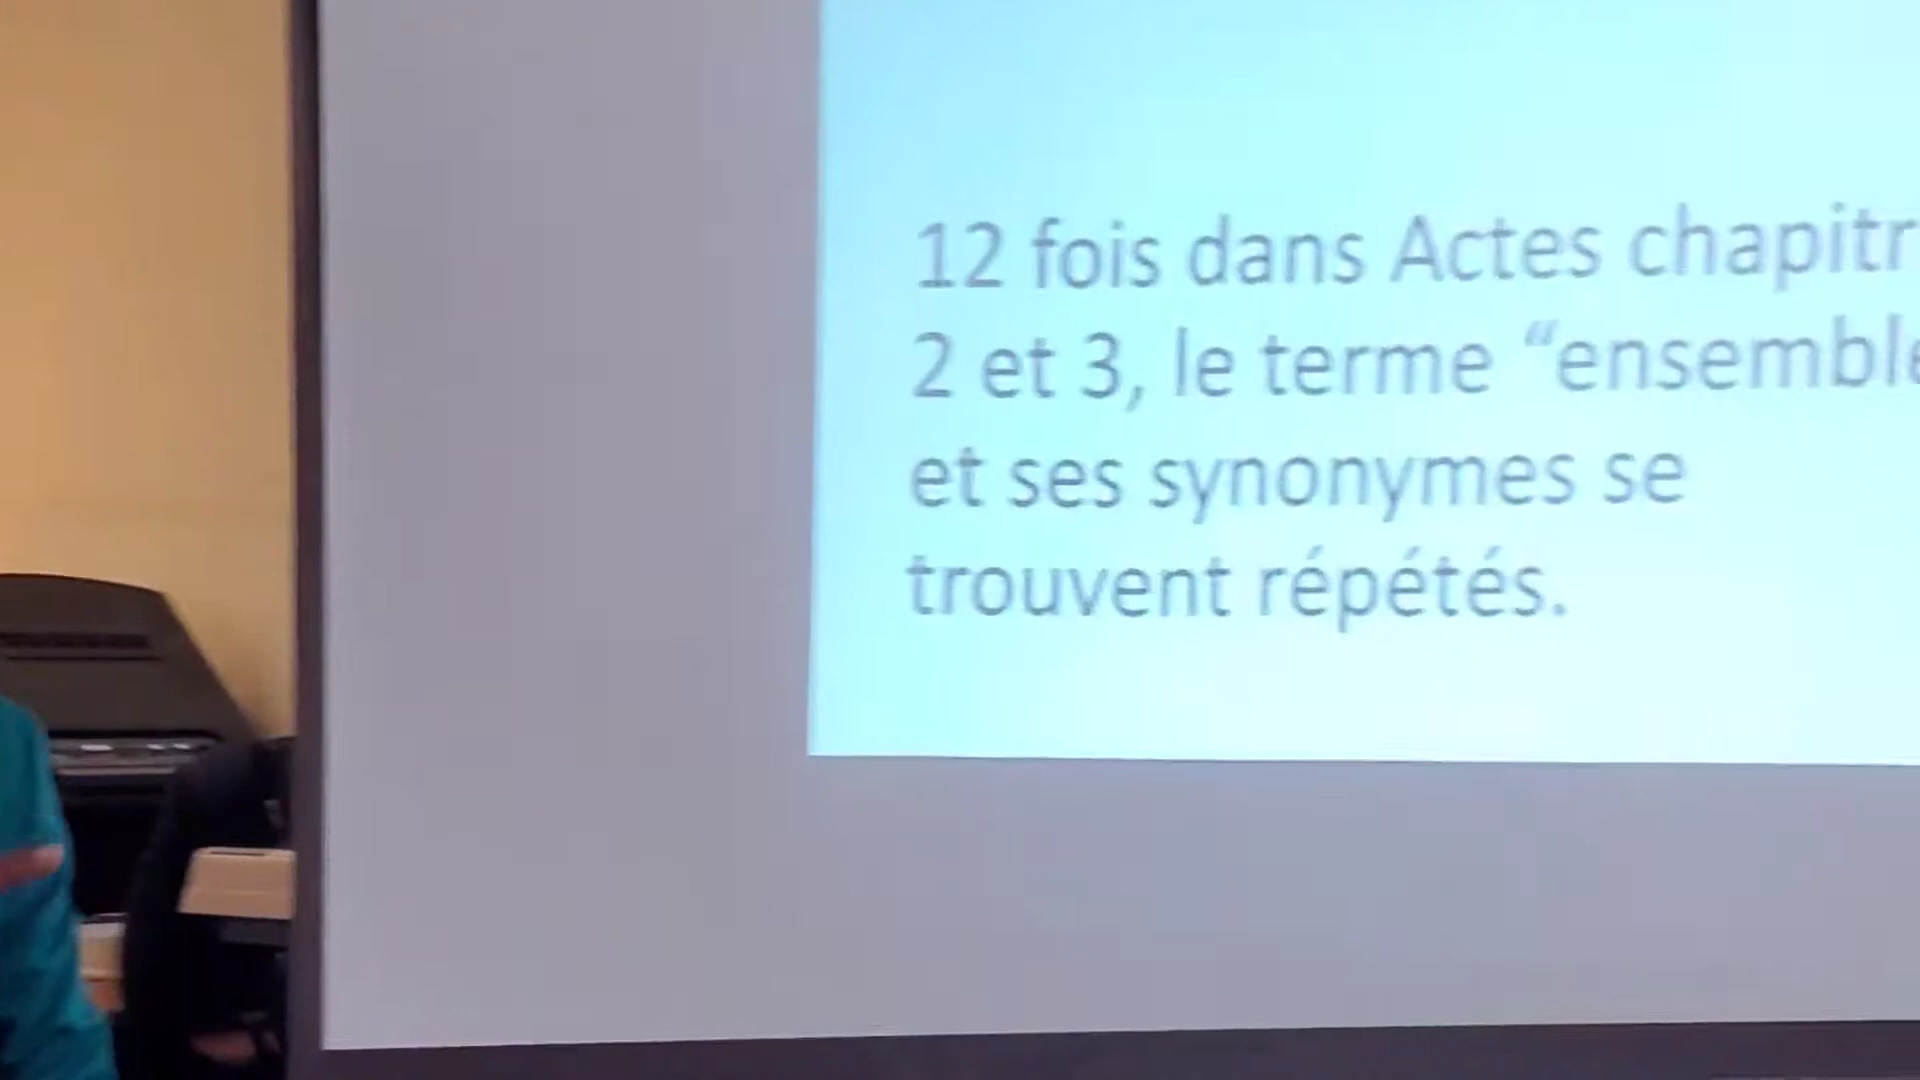 12 fois dans Actes chapitr
2 et 3, le terme “ensemble
et ses synonymes se
trouvent répétés.